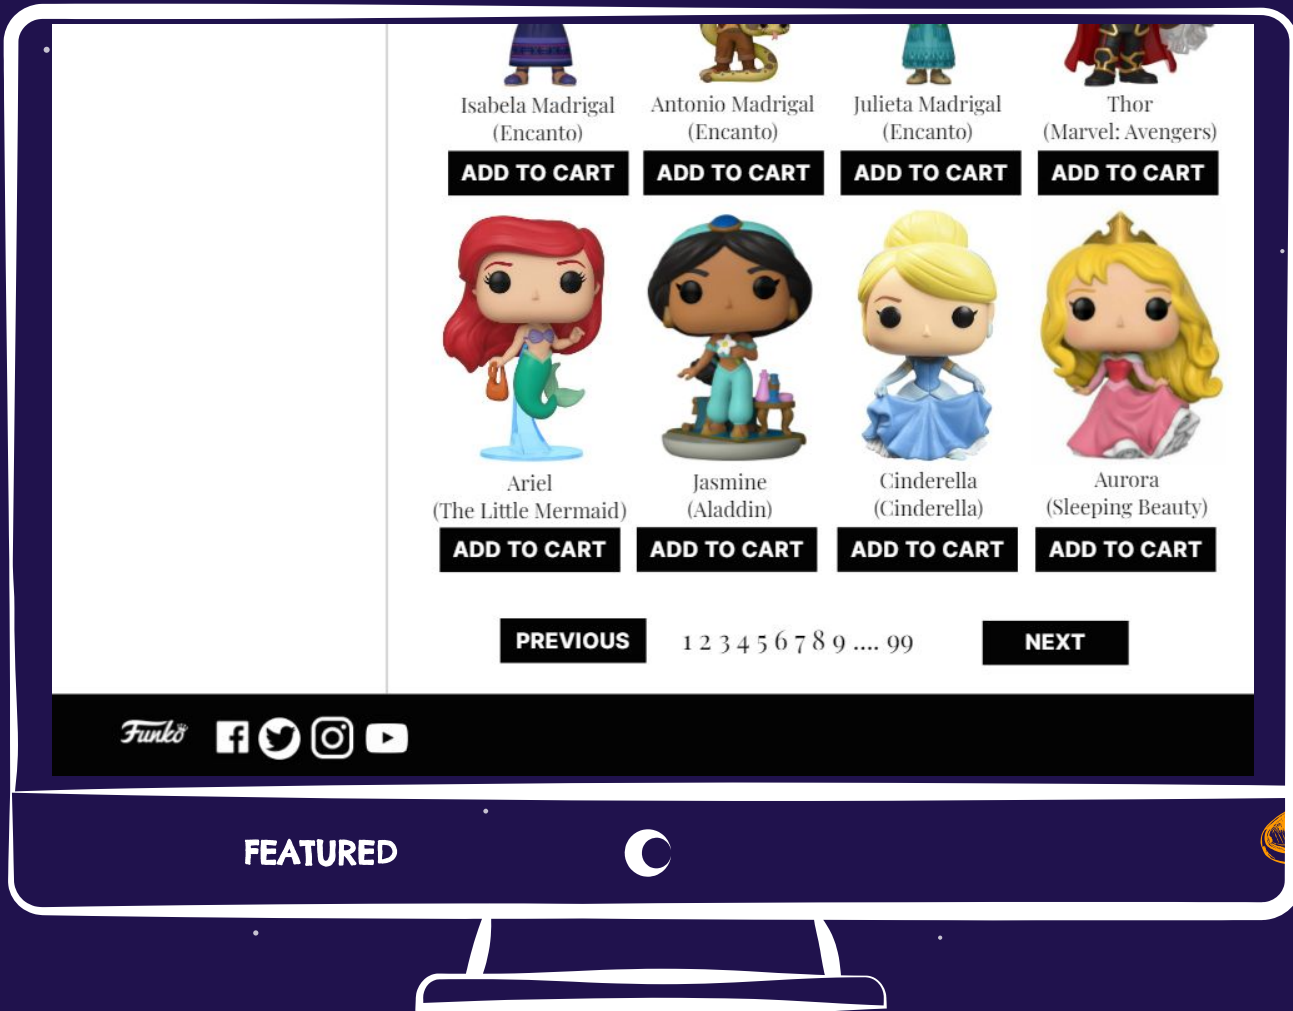 Isabela Madrigal Antonio Madrigal Julieta Madrigal Thor
(Encanto) (Encanto) (Encanto) (Marvel: Avengers)
ADD TO CART ADD TO CART ADD TO CART ADD TO CART
Ariel Jasmine Cinderella Aurora
(The Little Mermaid) (Aladdin) (Cinderella) (Sleeping Beauty)
ADD TO CART ADD TO CART ADD TO CART ADD TO CART
PREVIOUS 1 2 3 4 5 6 7 8 9 .... 99 NEXT
Funko
FEATURED